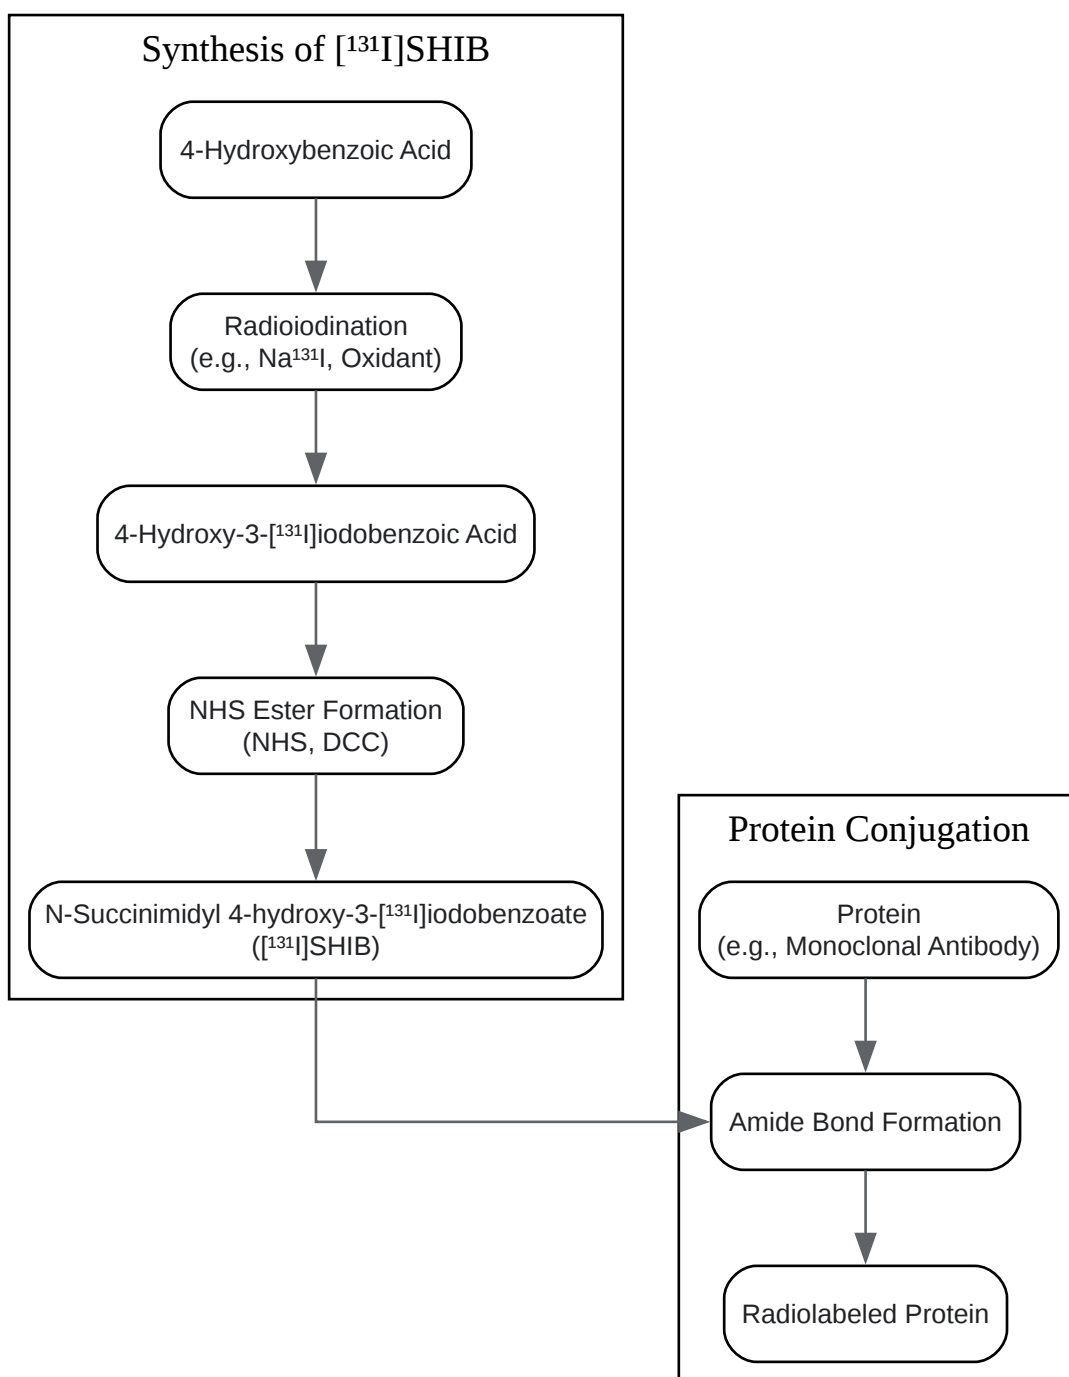 Synthesis of [¹³¹I]SHIB
4-Hydroxybenzoic Acid
Radioiodination
(e.g., Na¹³¹I, Oxidant)
4-Hydroxy-3-[¹³¹I]iodobenzoic Acid
NHS Ester Formation
(NHS, DCC)
N-Succinimidyl 4-hydroxy-3-[¹³¹I]iodobenzoate
([¹³¹I]SHIB)
Protein Conjugation
Protein
(e.g., Monoclonal Antibody)
Amide Bond Formation
Radiolabeled Protein